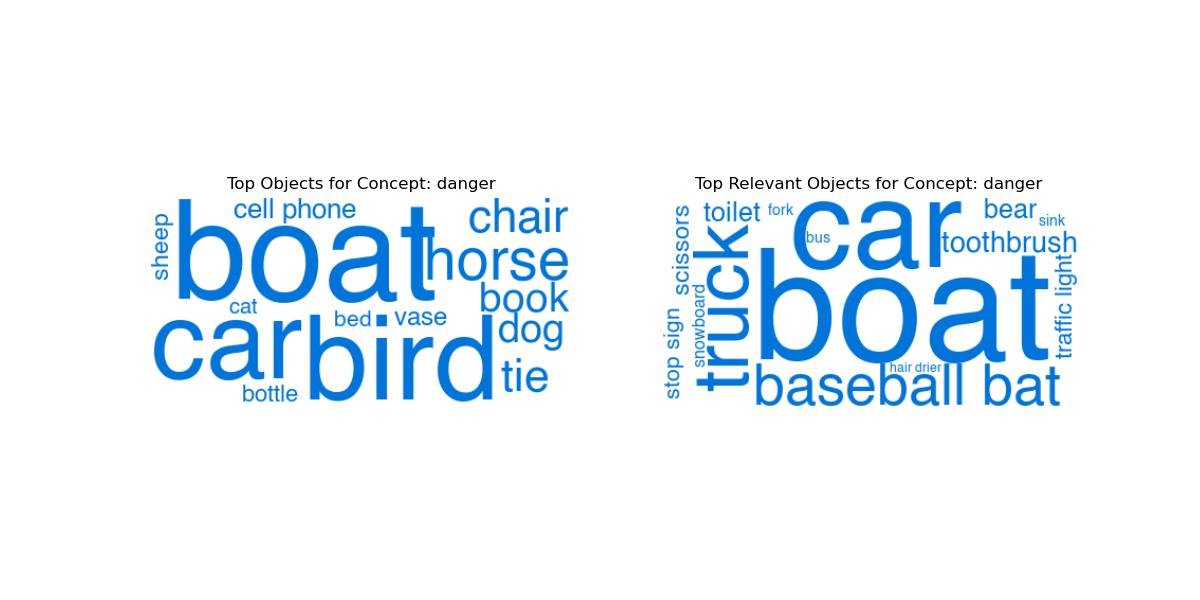 Top Objects for Concept: danger
cell phone
chair
sheep
boat
horse
book
cat
car
bed
vase
bird
dog
tie
bottle
Top Relevant Objects for Concept: danger
toilet
fork
car
bear
sink
bus
toothbrush
scissors
truck
boat
traffic light
snowboard
stop sign
hair drier
baseball bat